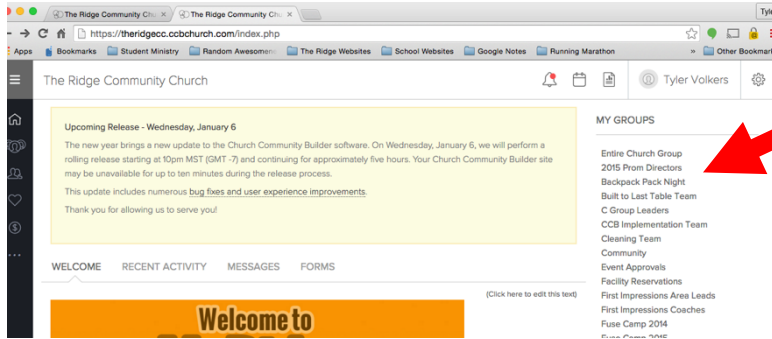 The Ridge Community Ch
The Ridge Community Ch
Tyle
https://theridgecc.ccbchurch.com/index.php
Apps
Bookmarks
Student Ministry
Random Awesomen
The Ridge Websites
School Websites
Google Notes
Running Marathon
»
Other Bookmar
The Ridge Community Church
Tyler Volkers
Upcoming Release - Wednesday, January 6
The new year brings a new update to the Church Community Builder software. On Wednesday, January 6, we will perform a
rolling release starting at 10pm MST (GMT -7) and continuing for approximately five hours. Your Church Community Builder site
may be unavailable for up to ten minutes during the release process.
This update includes numerous bug fixes and user experience improvements.
Thank you for allowing us to serve you!
WELCOME
RECENT ACTIVITY
MESSAGES
FORMS
(Click here to edit this text)
Welcome to
MY GROUPS
Entire Church Group
2015 Prom Directors
Backpack Pack Night
Built to Last Table Team
C Group Leaders
CCB Implementation Team
Cleaning Team
Community
Event Approvals
Facility Reservations
First Impressions Area Leads
First Impressions Coaches
Fuse Camp 2014
Fuse Camp 2015